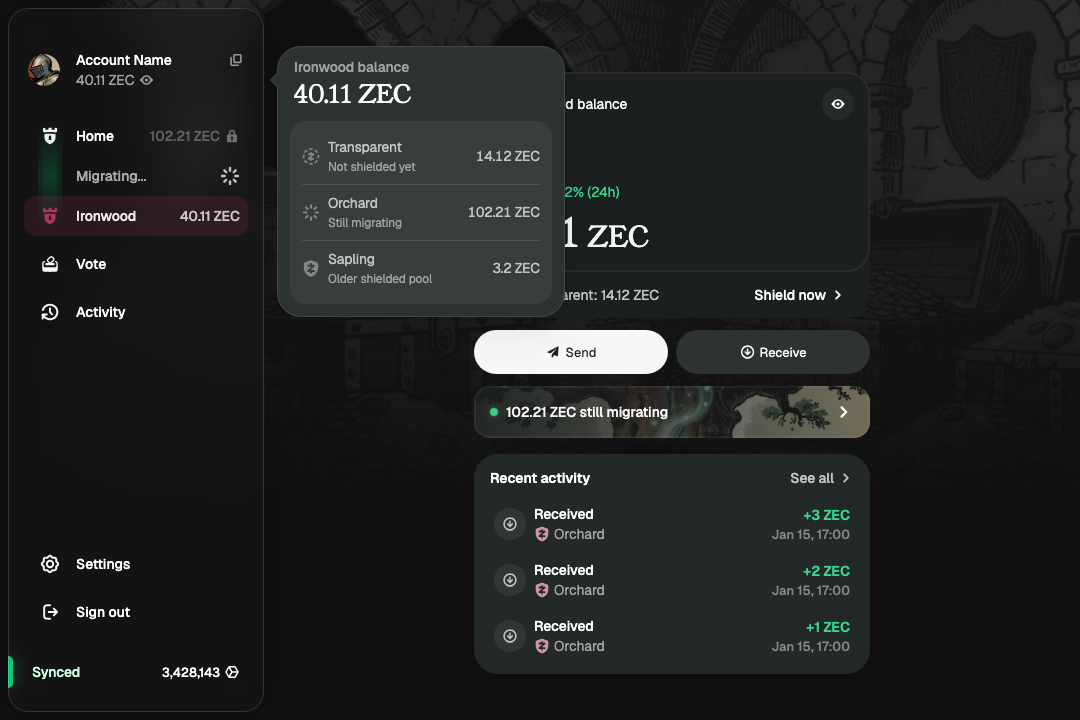 Account Name
40.11 ZEC
Home 102.21 ZEC
Migrating...
Ironwood 40.11 ZEC
Vote
Activity
Settings
Sign out
Synced 3,428,143
Ironwood balance
40.11 ZEC
Transparent
Not shielded yet
14.12 ZEC
Orchard
Still migrating
102.21 ZEC
Sapling
Older shielded pool
3.2 ZEC
balance
2% (24h)
1 ZEC
14.12 ZEC
Shield now
Send
Receive
102.21 ZEC still migrating
Recent activity
See all
Received
+3 ZEC
Orchard
Jan 15, 17:00
Received
+2 ZEC
Orchard
Jan 15, 17:00
Received
+1 ZEC
Orchard
Jan 15, 17:00